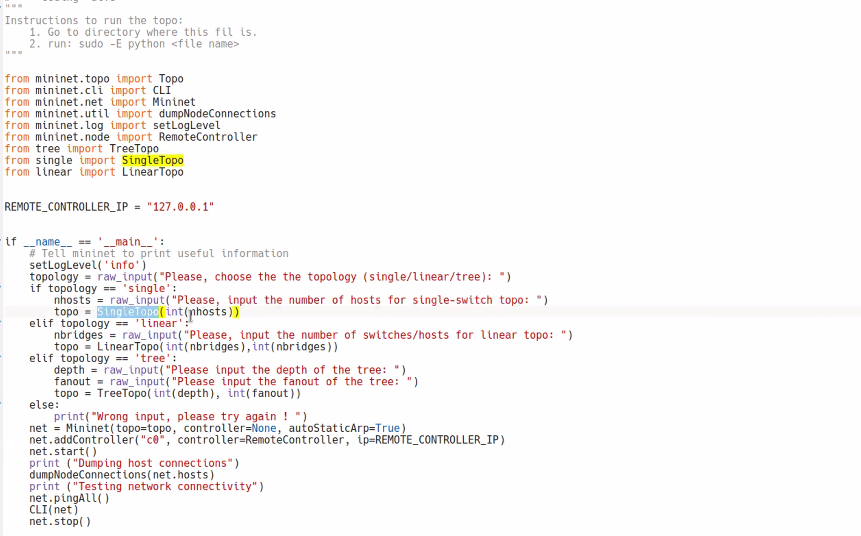 """
Instructions to run the topo:
    1. Go to directory where this fil is.
    2. run: sudo -E python <file name>
"""
from mininet.topo import Topo
from mininet.cli import CLI
from mininet.net import Mininet
from mininet.util import dumpNodeConnections
from mininet.log import setLogLevel
from mininet.node import RemoteController
from tree import TreeTopo
from single import SingleTopo
from linear import LinearTopo
REMOTE_CONTROLLER_IP = "127.0.0.1"
if __name__ == '__main__':
    # Tell mininet to print useful information
    setLogLevel('info')
    topology = raw_input("Please, choose the the topology (single/linear/tree): ")
    if topology == 'single':
        nhosts = raw_input("Please, input the number of hosts for single-switch topo: ")
        topo = SingleTopo(int(nhosts))
    elif topology == 'linear':
        nbridges = raw_input("Please, input the number of switches/hosts for linear topo: ")
        topo = LinearTopo(int(nbridges),int(nbridges))
    elif topology == 'tree':
        depth = raw_input("Please input the depth of the tree: ")
        fanout = raw_input("Please input the fanout of the tree: ")
        topo = TreeTopo(int(depth), int(fanout))
    else:
        print("Wrong input, please try again ! ")
    net = Mininet(topo=topo, controller=None, autoStaticArp=True)
    net.addController("c0", controller=RemoteController, ip=REMOTE_CONTROLLER_IP)
    net.start()
    print ("Dumping host connections")
    dumpNodeConnections(net.hosts)
    print ("Testing network connectivity")
    net.pingAll()
    CLI(net)
    net.stop()